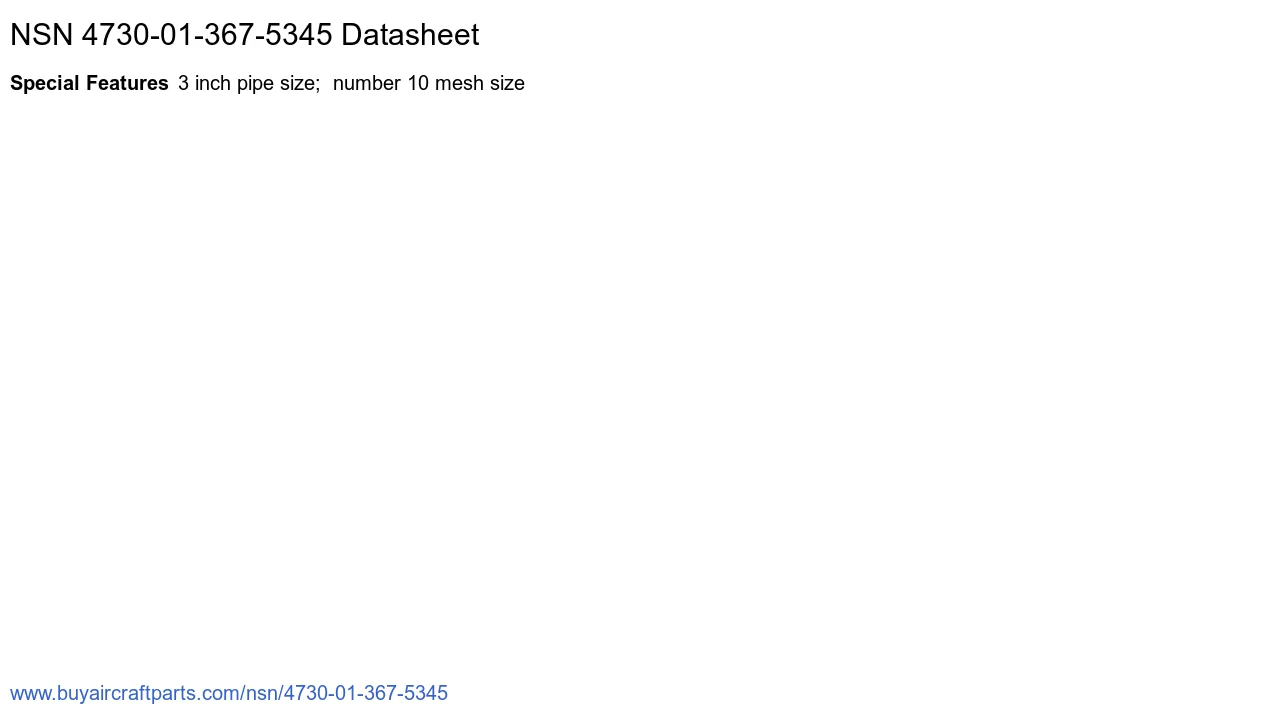 NSN 4730-01-367-5345 Datasheet
Special Features 3 inch pipe size;  number 10 mesh size
www.buyaircraftparts.com/nsn/4730-01-367-5345